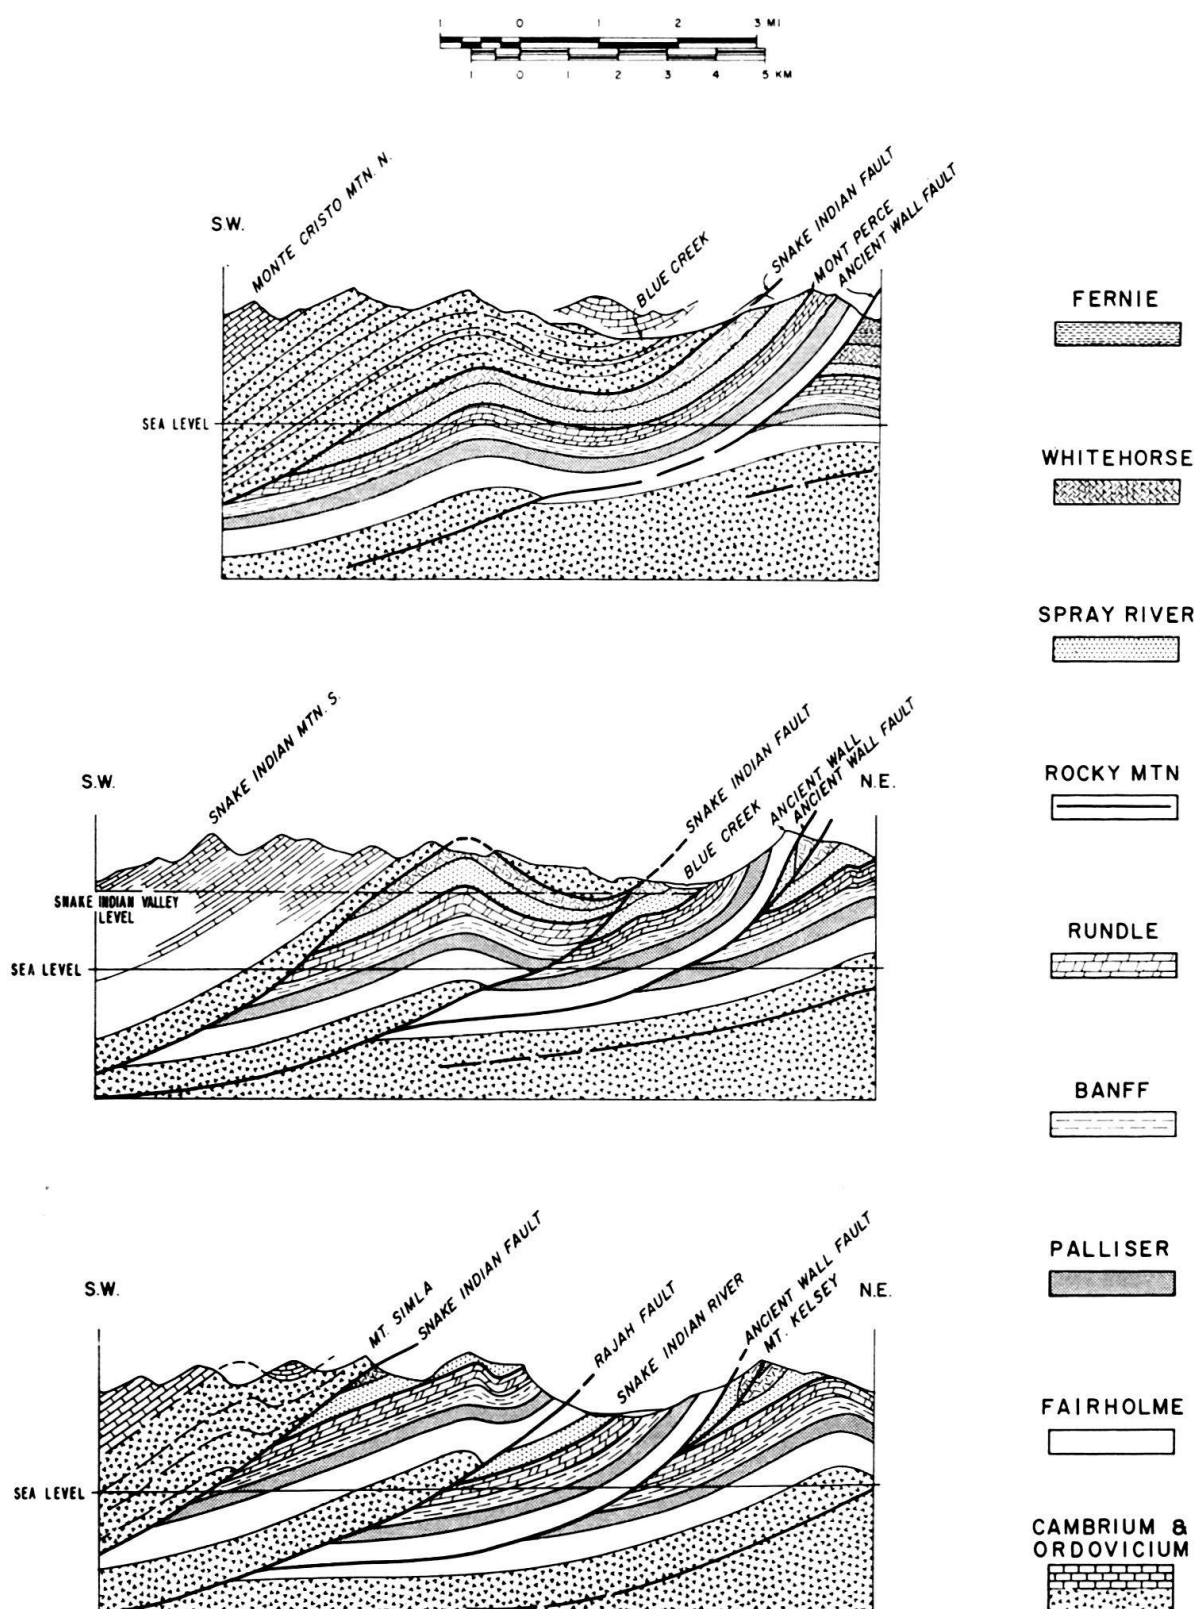 1 0 1 2 3 MI
1 0 1 2 3 4 5 KM
S.W.
MONTE CRISTO MTN. N.
BLUE CREEK
SNAKE INDIAN FAULT
MONT PERCE
ANCIENT WALL FAULT
SEA LEVEL
S.W.
SNAKE INDIAN MTN. S.
SNAKE INDIAN FAULT
BLUE CREEK
ANCIENT WALL
ANCIENT WALL FAULT
N.E.
SNAKE INDIAN VALLEY
LEVEL
SEA LEVEL
S.W.
MT. SIMLA
SNAKE INDIAN FAULT
RAJAH FAULT
SNAKE INDIAN RIVER
ANCIENT WALL FAULT
MT. KELSEY
N.E.
SEA LEVEL
FERNIE
WHITEHORSE
SPRAY RIVER
ROCKY MTN
RUNDLE
BANFF
PALLISER
FAIRHOLME
CAMBRIUM &
ORDOVICIUM